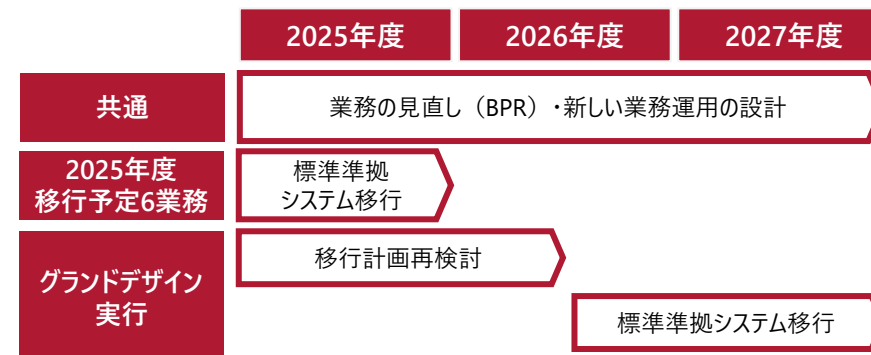 2025年度
2026年度
2027年度
共通
業務の見直し（BPR）・新しい業務運用の設計
2025年度
移行予定6業務
標準準拠
システム移行
グランドデザイン
実行
移行計画再検討
標準準拠システム移行